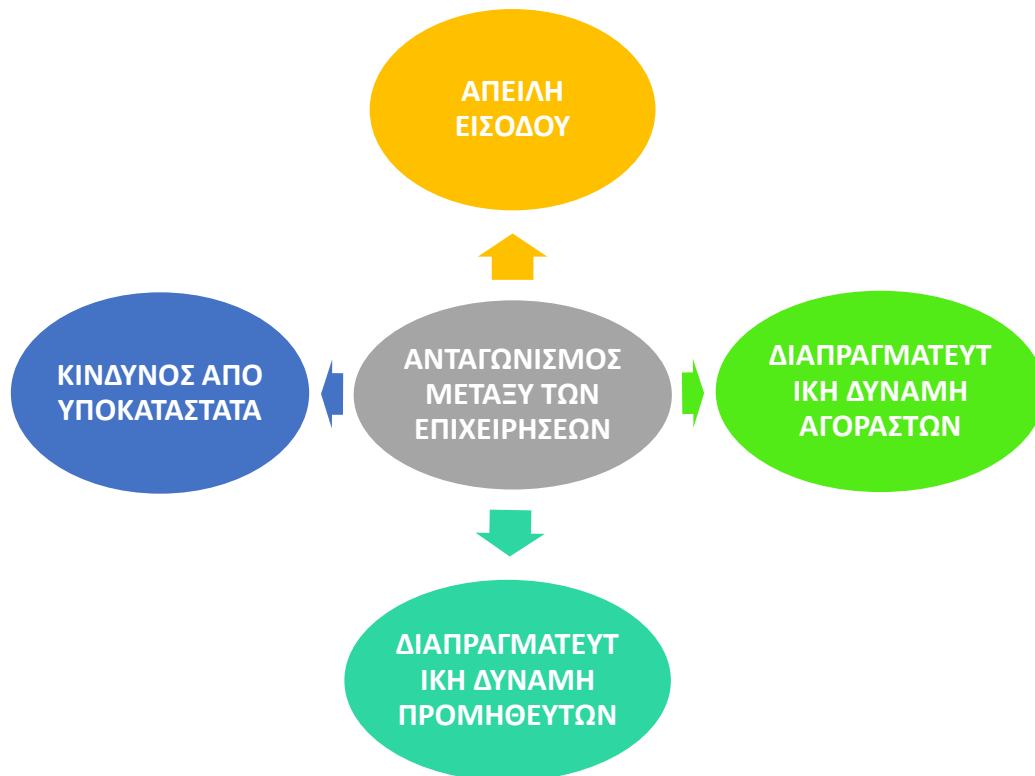 ΑΠΕΙΛΗ
ΕΙΣΟΔΟΥ
ΚΙΝΔΥΝΟΣ ΑΠΟ
ΥΠΟΚΑΤΑΣΤΑΤΑ
ΑΝΤΑΓΩΝΙΣΜΟΣ
ΜΕΤΑΞΥ ΤΩΝ
ΕΠΙΧΕΙΡΗΣΕΩΝ
ΔΙΑΠΡΑΓΜΑΤΕΥΤ
ΙΚΗ ΔΥΝΑΜΗ
ΑΓΟΡΑΣΤΩΝ
ΔΙΑΠΡΑΓΜΑΤΕΥΤ
ΙΚΗ ΔΥΝΑΜΗ
ΠΡΟΜΗΘΕΥΤΩΝ